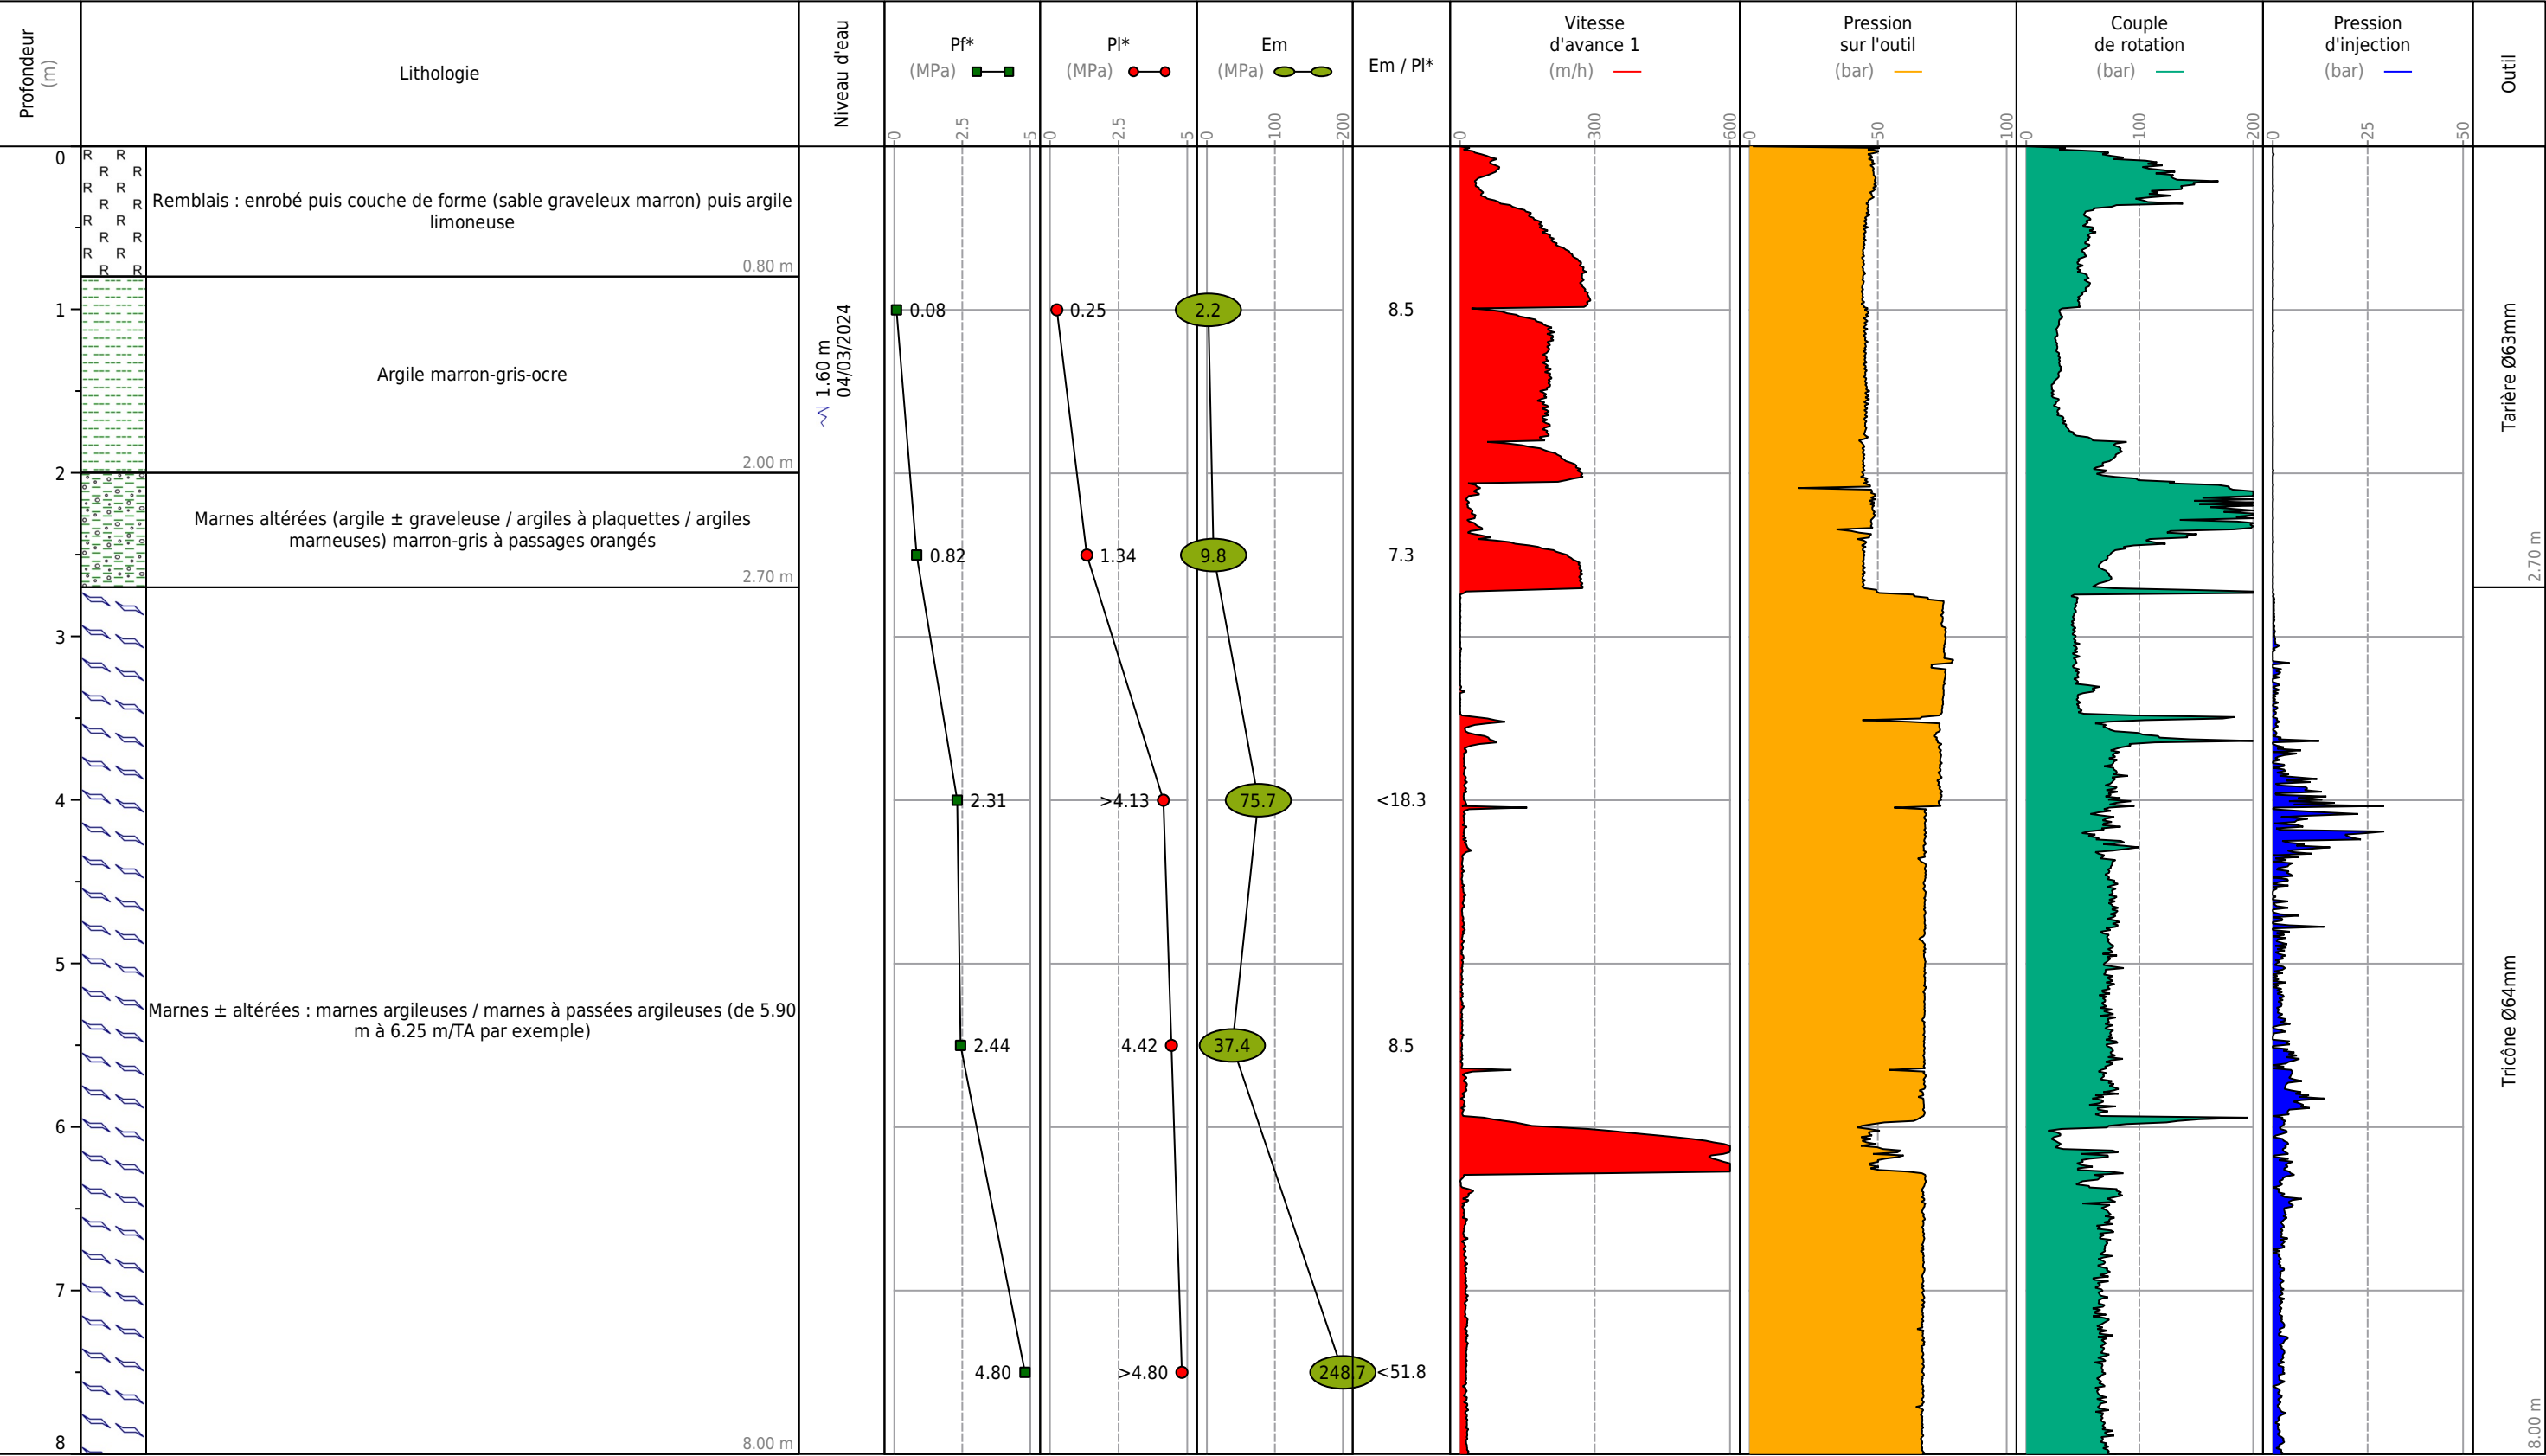 Profondeur
(m)
Lithologie
Niveau d'eau
Pf*
(MPa)
0
2.5
5
Pl*
(MPa)
0
2.5
5
Em
(MPa)
0
100
200
Em / Pl*
Vitesse
d'avance 1
(m/h)
0
300
600
Pression
sur l'outil
(bar)
0
50
100
Couple
de rotation
(bar)
0
100
200
Pression
d'injection
(bar)
0
25
50
Outil
0
1
2
3
4
5
6
7
8
R R
R R
R R
R R
R R
R R
R R
R R
Remblais : enrobé puis couche de forme (sable graveleux marron) puis argile
limoneuse
0.80 m
Argile marron-gris-ocre
2.00 m
Marnes altérées (argile ± graveleuse / argiles à plaquettes / argiles
marneuses) marron-gris à passages orangés
2.70 m
Marnes ± altérées : marnes argileuses / marnes à passées argileuses (de 5.90
m à 6.25 m/TA par exemple)
8.00 m
1.60 m
04/03/2024
0.08
0.82
2.31
2.44
4.80
0.25
1.34
>4.13
4.42
>4.80
2.2
9.8
75.7
37.4
248.7
8.5
7.3
<18.3
8.5
<51.8
Tarière Ø63mm
2.70 m
Tricône Ø64mm
8.00 m